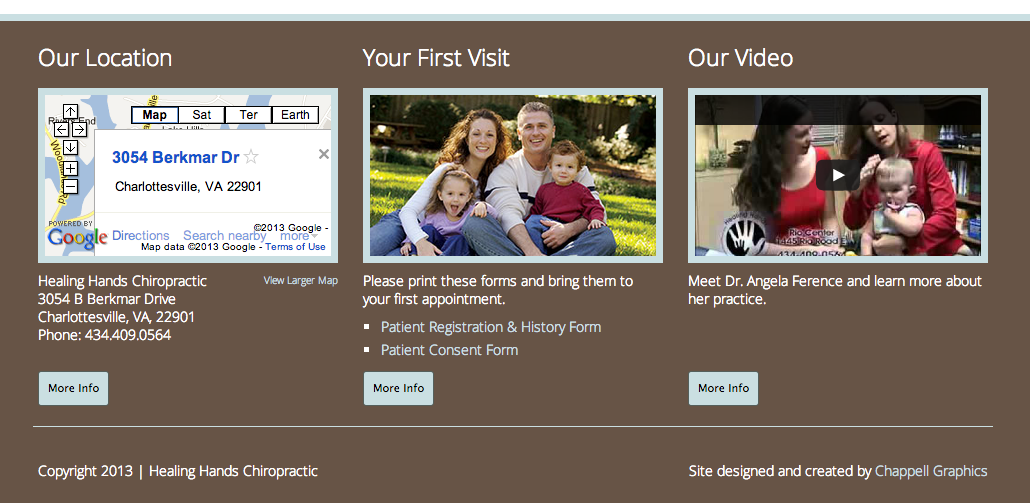 Our Location
Your First Visit
Our Video
Map Sat Ter Earth
3054 Berkmar Dr
Charlottesville, VA 22901
©2013 Google -
Directions Search nearby more
POWERED BY
Google
Map data ©2013 Google - Terms of Use
Healing Hands Chiropractic
View Larger Map
3054 B Berkmar Drive
Charlottesville, VA, 22901
Phone: 434.409.0564
More Info
Please print these forms and bring them to
your first appointment.
Patient Registration & History Form
Patient Consent Form
More Info
Rio Center
434-409-0564
Meet Dr. Angela Ference and learn more about
her practice.
More Info
Copyright 2013 | Healing Hands Chiropractic
Site designed and created by Chappell Graphics